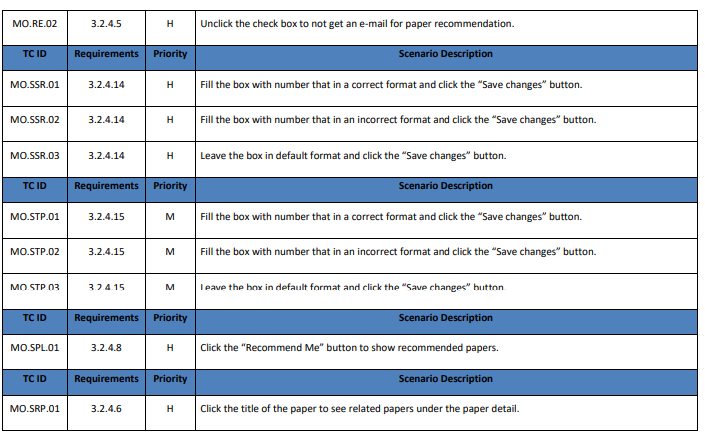 MO.RE.02 3.2.4.5 H Unclick the check box to not get an e-mail for paper recommendation.
TC ID Requirements Priority Scenario Description
MO.SSR.01 3.2.4.14 H Fill the box with number that in a correct format and click the “Save changes” button.
MO.SSR.02 3.2.4.14 H Fill the box with number that in an incorrect format and click the “Save changes” button.
MO.SSR.03 3.2.4.14 H Leave the box in default format and click the “Save changes” button.
TC ID Requirements Priority Scenario Description
MO.STP.01 3.2.4.15 M Fill the box with number that in a correct format and click the “Save changes” button.
MO.STP.02 3.2.4.15 M Fill the box with number that in an incorrect format and click the “Save changes” button.
MO.STP.03 3.2.4.15 M Leave the box in default format and click the “Save changes” button.
TC ID Requirements Priority Scenario Description
MO.SPL.01 3.2.4.8 H Click the “Recommend Me” button to show recommended papers.
TC ID Requirements Priority Scenario Description
MO.SRP.01 3.2.4.6 H Click the title of the paper to see related papers under the paper detail.